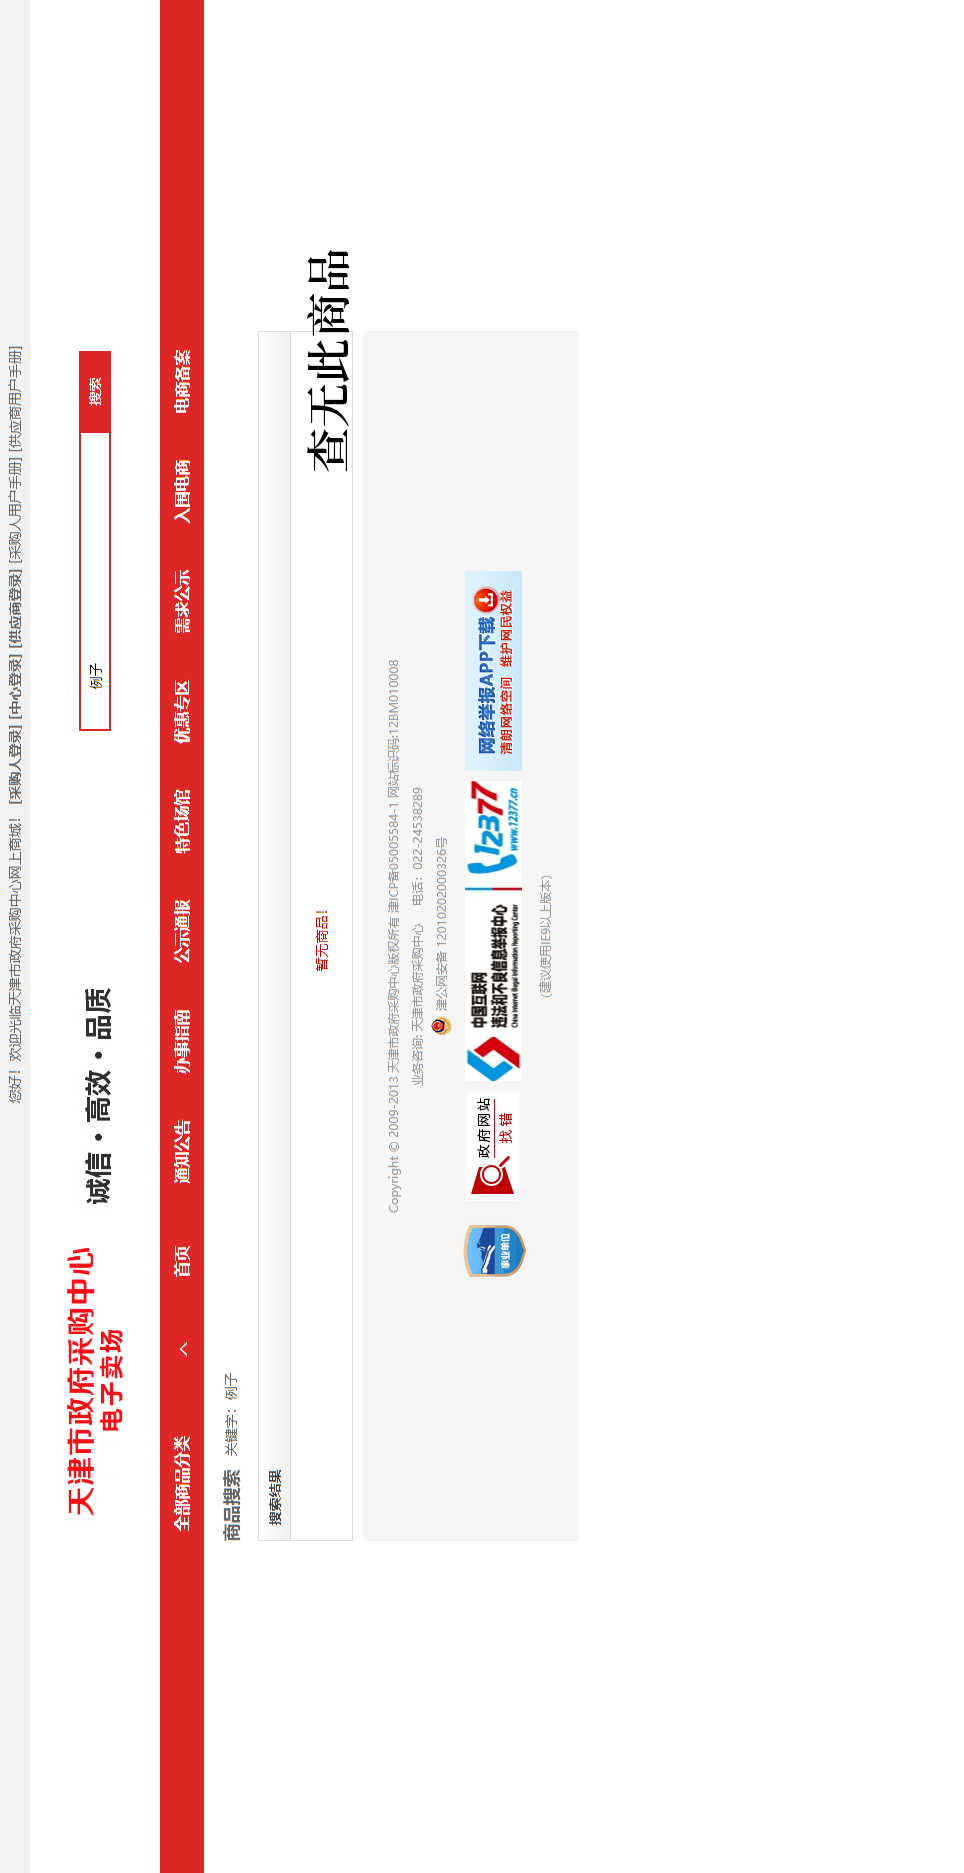 您好！ 欢迎光临天津市政府采购中心网上商城！ [采购人登录] [中心登录] [供应商登录] [采购人用户手册] [供应商用户手册]
天津市政府采购中心
电子卖场
诚信・高效・品质
例子
搜索
全部商品分类 首页 通知公告 办事指南 公示通报 特色场馆 优惠专区 需求公示 入围电商 电商备案
商品搜索 关键字：例子
搜索结果
暂无商品！
查无此商品
Copyright © 2009-2013 天津市政府采购中心版权所有 津ICP备05005584-1 网站标识码:12BM010008
业务咨询: 天津市政府采购中心 电话：022-24538289
津公网安备 12010202000326号
事业单位
政府网站
找错
中国互联网
违法和不良信息举报中心
China Internet Illegal Information Reporting Center
12377
www.12377.cn
网络举报APP下载
清朗网络空间 维护网民权益
(建议使用IE9以上版本)